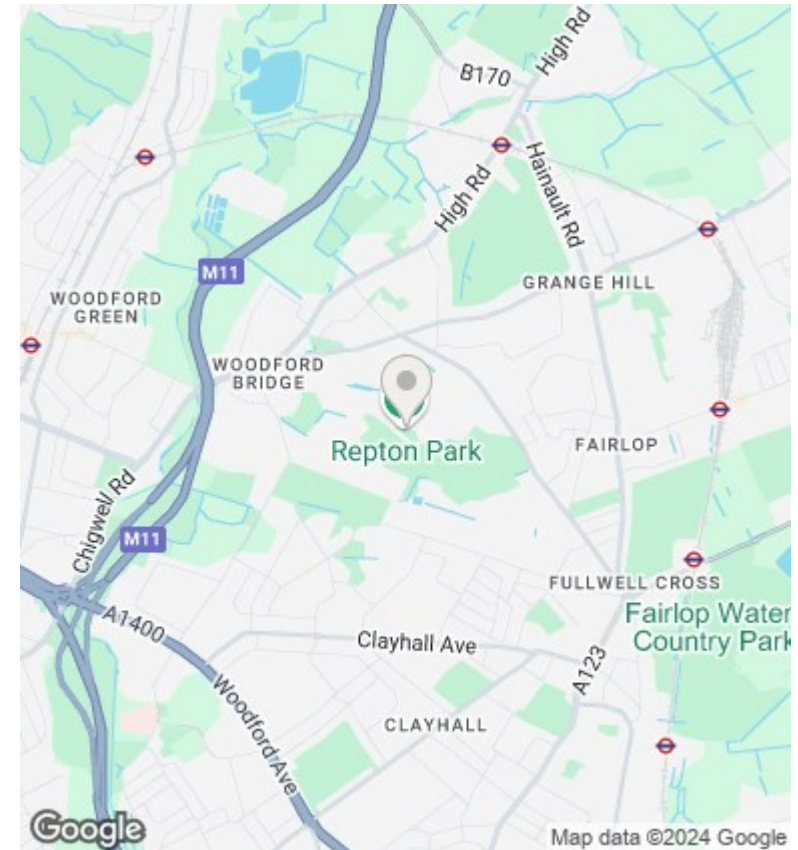 High Rd
B170
High Rd
Hainault Rd
M11
GRANGE HILL
WOODFORD
GREEN
WOODFORD
BRIDGE
Repton Park
FAIRLOP
Chigwell Rd
M11
FULLWELL CROSS
A1400
Fairlop Water
Country Park
Clayhall Ave
A123
Woodford Ave
CLAYHALL
Google
Map data ©2024 Google